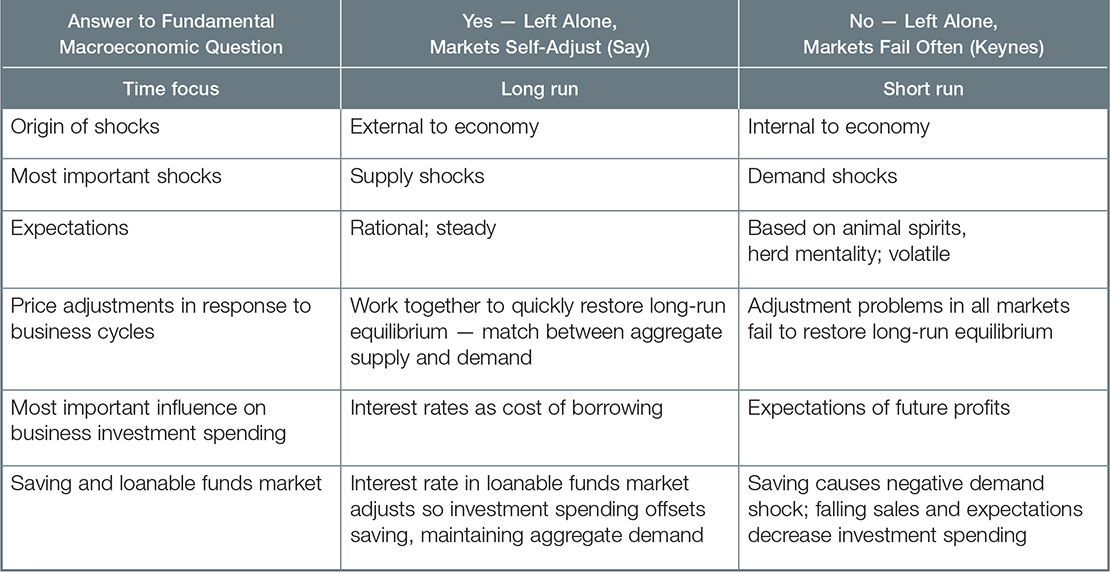 Answer to Fundamental
Macroeconomic Question
Yes — Left Alone,
Markets Self-Adjust (Say)
No — Left Alone,
Markets Fail Often (Keynes)
Time focus
Long run
Short run
Origin of shocks
External to economy
Internal to economy
Most important shocks
Supply shocks
Demand shocks
Expectations
Rational; steady
Based on animal spirits,
herd mentality; volatile
Price adjustments in response to
business cycles
Work together to quickly restore long-run
equilibrium — match between aggregate
supply and demand
Adjustment problems in all markets
fail to restore long-run equilibrium
Most important influence on
business investment spending
Interest rates as cost of borrowing
Expectations of future profits
Saving and loanable funds market
Interest rate in loanable funds market
adjusts so investment spending offsets
saving, maintaining aggregate demand
Saving causes negative demand
shock; falling sales and expectations
decrease investment spending